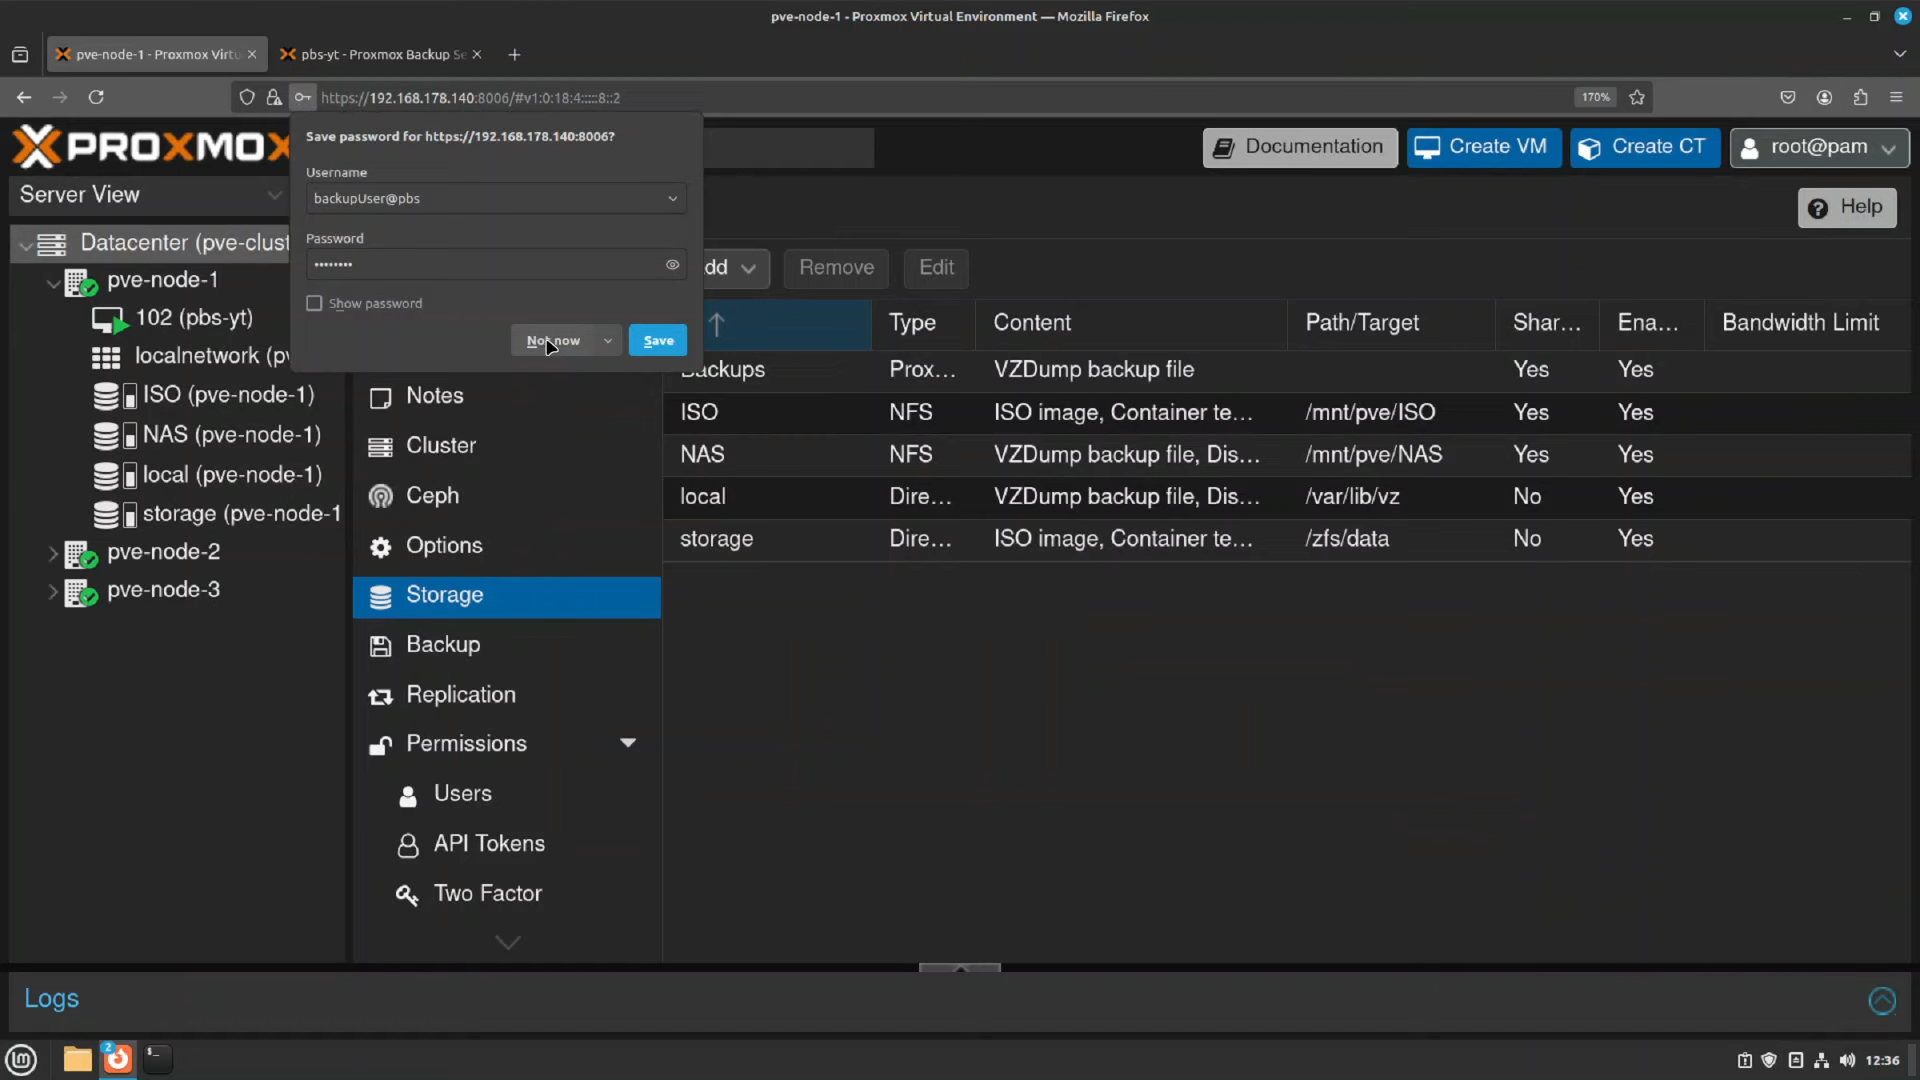 pve-node-1 - Proxmox Virtual Environment — Mozilla Firefox
pve-node-1 - Proxmox Virtu
pbs-yt - Proxmox Backup Se
https://192.168.178.140:8006/#v1:0:18:4:::::8::2
170%
PROXMOX
Documentation
Create VM
Create CT
root@pam
Server View
Help
Save password for https://192.168.178.140:8006?
Username
backupUser@pbs
Password
••••••••
Show password
Not now
Save
Datacenter (pve-clust
pve-node-1
102 (pbs-yt)
localnetwork (pv
ISO (pve-node-1)
NAS (pve-node-1)
local (pve-node-1)
storage (pve-node-1
pve-node-2
pve-node-3
Notes
Cluster
Ceph
Options
Storage
Backup
Replication
Permissions
Users
API Tokens
Two Factor
dd Remove Edit
Type Content Path/Target Shar... Ena... Bandwidth Limit
Backups Prox... VZDump backup file Yes Yes
ISO NFS ISO image, Container te... /mnt/pve/ISO Yes Yes
NAS NFS VZDump backup file, Dis... /mnt/pve/NAS Yes Yes
local Dire... VZDump backup file, Dis... /var/lib/vz No Yes
storage Dire... ISO image, Container te... /zfs/data No Yes
Logs
2
12:36